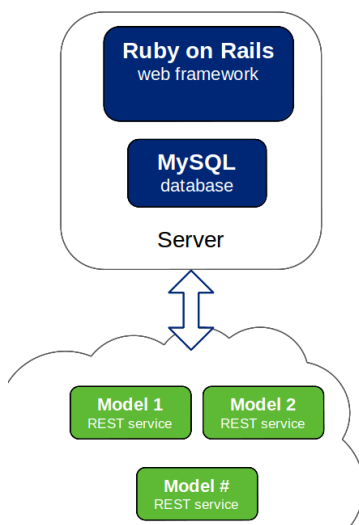 Ruby on Rails
web framework
MySQL
database
Server
Model 1
REST service
Model 2
REST service
Model #
REST service